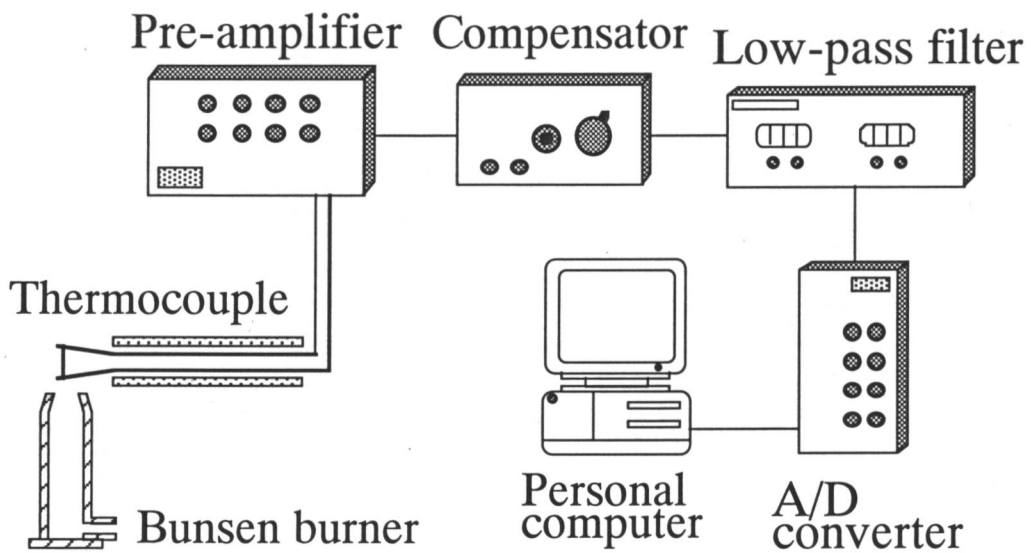 Pre-amplifier
Compensator
Low-pass filter
Thermocouple
Bunsen burner
Personal
computer
A/D
converter